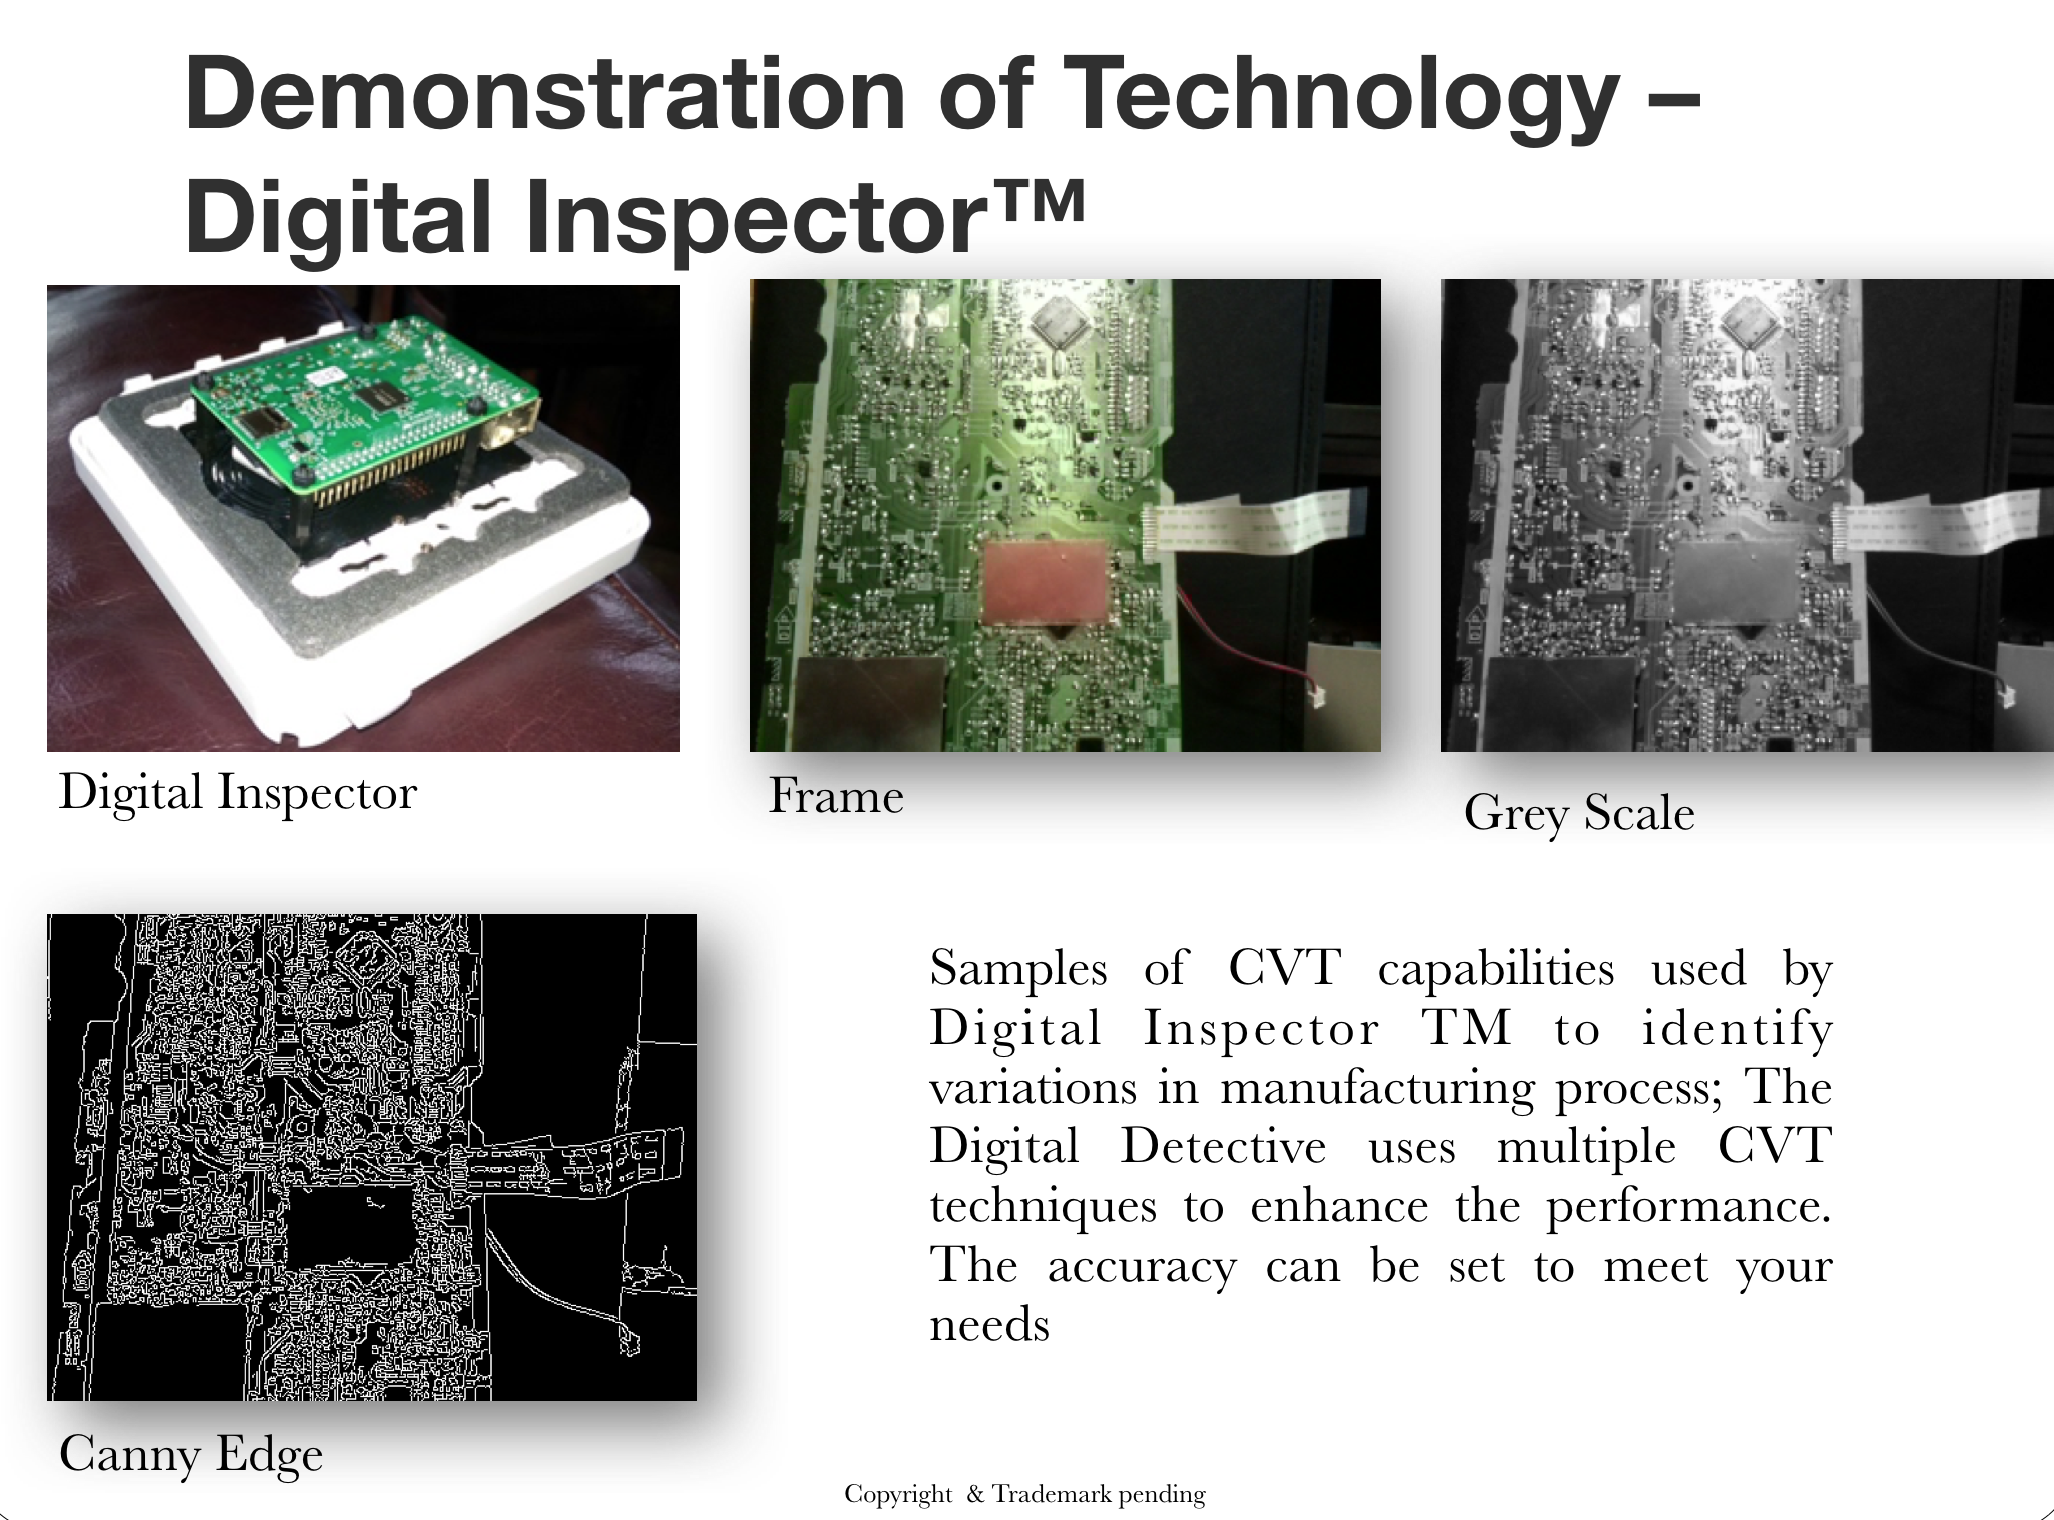 Demonstration of Technology –
Digital Inspector™
Digital Inspector
Frame
Grey Scale
Samples of CVT capabilities used by
Digital Inspector TM to identify
variations in manufacturing process; The
Digital Detective uses multiple CVT
techniques to enhance the performance.
The accuracy can be set to meet your
needs
Canny Edge
Copyright & Trademark pending